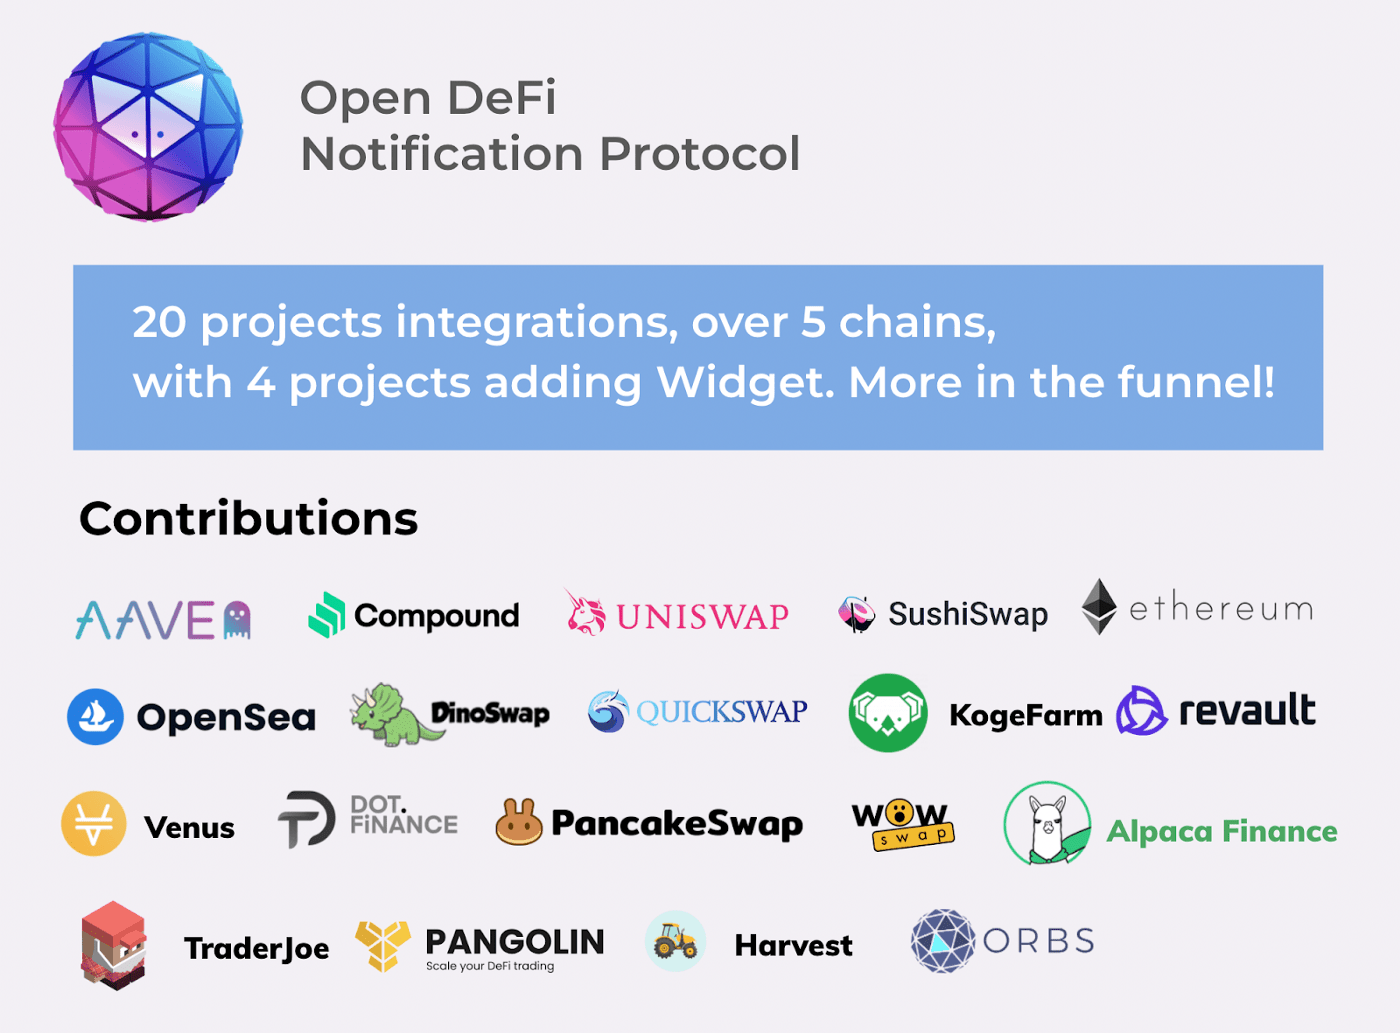 Open DeFi
Notification Protocol
20 projects integrations, over 5 chains,
with 4 projects adding Widget. More in the funnel!
Contributions
AAVE
Compound
UNISWAP
SushiSwap
ethereum
OpenSea
DinoSwap
QUICKSWAP
KogeFarm
revault
Venus
DOT.
FiNANCE
PancakeSwap
WOW
swap
Alpaca Finance
TraderJoe
PANGOLIN
Scale your DeFi trading
Harvest
ORBS